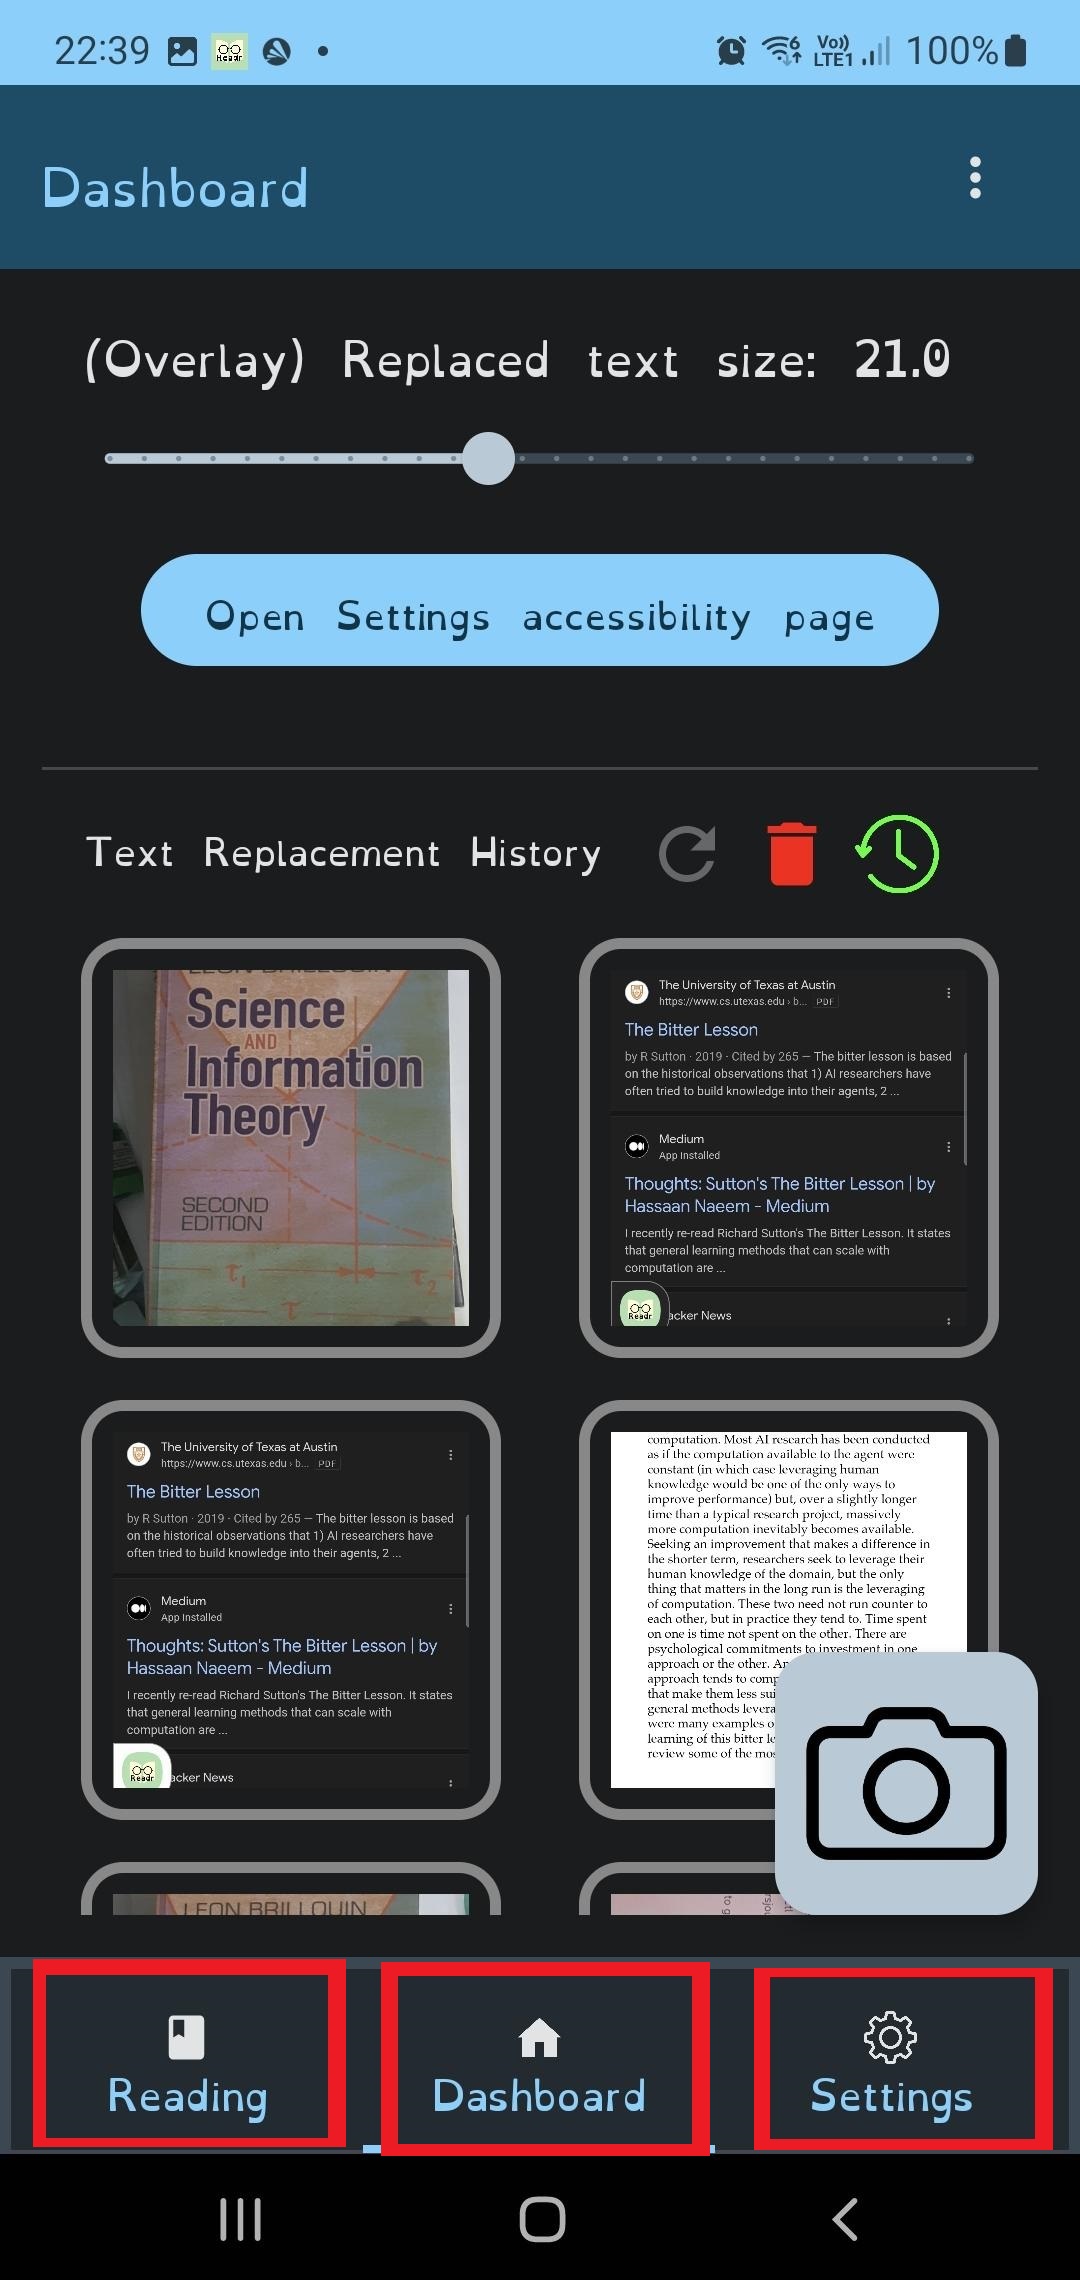 22:39
Readr
Vo))
LTE1
6
100%
Dashboard
(Overlay) Replaced text size: 21.0
Open Settings accessibility page
Text Replacement History
LEON BRILLOUIN
Science
AND
Information
Theory
SECOND
EDITION
τ1
τ2
τ
The University of Texas at Austin
https://www.cs.utexas.edu › b... PDF
The Bitter Lesson
by R Sutton · 2019 · Cited by 265 — The bitter lesson is based
on the historical observations that 1) AI researchers have
often tried to build knowledge into their agents, 2 ...
Medium
App Installed
Thoughts: Sutton's The Bitter Lesson | by
Hassaan Naeem - Medium
I recently re-read Richard Sutton's The Bitter Lesson. It states
that general learning methods that can scale with
computation are ...
Readr
acker News
The University of Texas at Austin
https://www.cs.utexas.edu › b... PDF
The Bitter Lesson
by R Sutton · 2019 · Cited by 265 — The bitter lesson is based
on the historical observations that 1) AI researchers have
often tried to build knowledge into their agents, 2 ...
Medium
App Installed
Thoughts: Sutton's The Bitter Lesson | by
Hassaan Naeem - Medium
I recently re-read Richard Sutton's The Bitter Lesson. It states
that general learning methods that can scale with
computation are ...
Readr
acker News
computation. Most AI research has been conducted
as if the computation available to the agent were
constant (in which case leveraging human
knowledge would be one of the only ways to
improve performance) but, over a slightly longer
time than a typical research project, massively
more computation inevitably becomes available.
Seeking an improvement that makes a difference in
the shorter term, researchers seek to leverage their
human knowledge of the domain, but the only
thing that matters in the long run is the leveraging
of computation. These two need not run counter to
each other, but in practice they tend to. Time spent
on one is time not spent on the other. There are
psychological commitments to investment in one
approach or the other. An
approach tends to comp
that make them less sui
general methods levera
were many examples o
learning of this bitter le
review some of the mos
LEON BRILLOUIN
to g
Reading
Dashboard
Settings